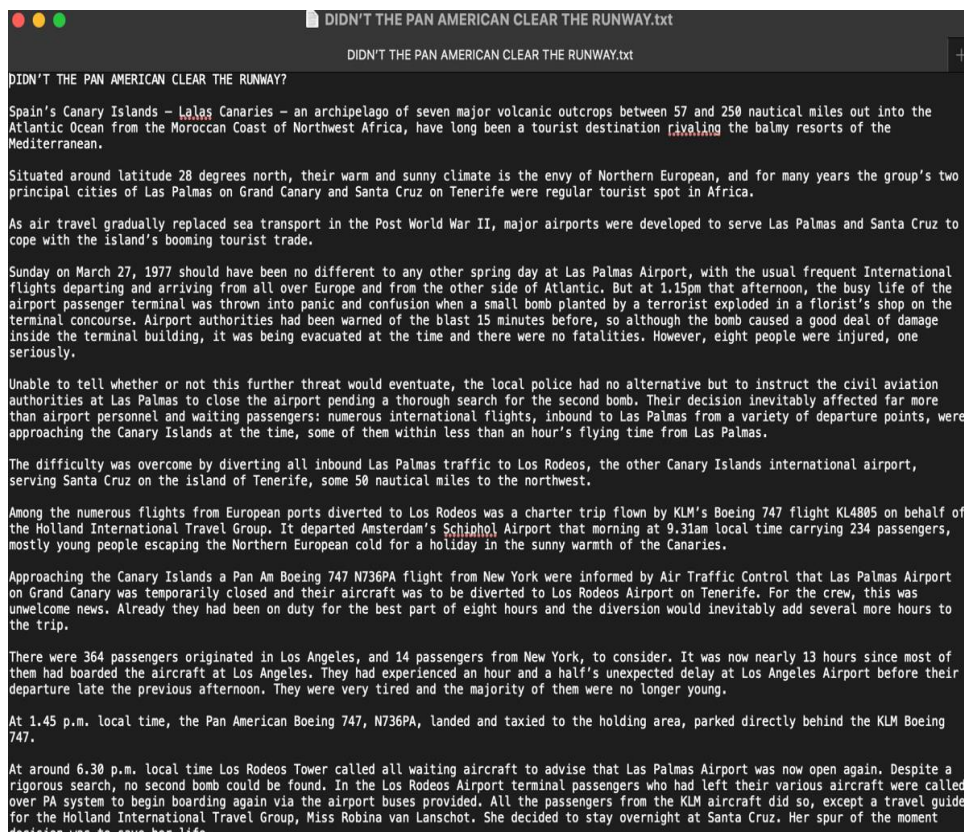 DIDN'T THE PAN AMERICAN CLEAR THE RUNWAY.txt
DIDN'T THE PAN AMERICAN CLEAR THE RUNWAY.txt
DIDN'T THE PAN AMERICAN CLEAR THE RUNWAY?
Spain's Canary Islands – Lalas Canaries – an archipelago of seven major volcanic outcrops between 57 and 250 nautical miles out into the
Atlantic Ocean from the Moroccan Coast of Northwest Africa, have long been a tourist destination rivaling the balmy resorts of the
Mediterranean.
Situated around latitude 28 degrees north, their warm and sunny climate is the envy of Northern European, and for many years the group's two
principal cities of Las Palmas on Grand Canary and Santa Cruz on Tenerife were regular tourist spot in Africa.
As air travel gradually replaced sea transport in the Post World War II, major airports were developed to serve Las Palmas and Santa Cruz to
cope with the island's booming tourist trade.
Sunday on March 27, 1977 should have been no different to any other spring day at Las Palmas Airport, with the usual frequent International
flights departing and arriving from all over Europe and from the other side of Atlantic. But at 1.15pm that afternoon, the busy life of the
airport passenger terminal was thrown into panic and confusion when a small bomb planted by a terrorist exploded in a florist's shop on the
terminal concourse. Airport authorities had been warned of the blast 15 minutes before, so although the bomb caused a good deal of damage
inside the terminal building, it was being evacuated at the time and there were no fatalities. However, eight people were injured, one
seriously.
Unable to tell whether or not this further threat would eventuate, the local police had no alternative but to instruct the civil aviation
authorities at Las Palmas to close the airport pending a thorough search for the second bomb. Their decision inevitably affected far more
than airport personnel and waiting passengers: numerous international flights, inbound to Las Palmas from a variety of departure points, were
approaching the Canary Islands at the time, some of them within less than an hour's flying time from Las Palmas.
The difficulty was overcome by diverting all inbound Las Palmas traffic to Los Rodeos, the other Canary Islands international airport,
serving Santa Cruz on the island of Tenerife, some 50 nautical miles to the northwest.
Among the numerous flights from European ports diverted to Los Rodeos was a charter trip flown by KLM's Boeing 747 flight KL4805 on behalf of
the Holland International Travel Group. It departed Amsterdam's Schiphol Airport that morning at 9.31am local time carrying 234 passengers,
mostly young people escaping the Northern European cold for a holiday in the sunny warmth of the Canaries.
Approaching the Canary Islands a Pan Am Boeing 747 N736PA flight from New York were informed by Air Traffic Control that Las Palmas Airport
on Grand Canary was temporarily closed and their aircraft was to be diverted to Los Rodeos Airport on Tenerife. For the crew, this was
unwelcome news. Already they had been on duty for the best part of eight hours and the diversion would inevitably add several more hours to
the trip.
There were 364 passengers originated in Los Angeles, and 14 passengers from New York, to consider. It was now nearly 13 hours since most of
them had boarded the aircraft at Los Angeles. They had experienced an hour and a half's unexpected delay at Los Angeles Airport before their
departure late the previous afternoon. They were very tired and the majority of them were no longer young.
At 1.45 p.m. local time, the Pan American Boeing 747, N736PA, landed and taxied to the holding area, parked directly behind the KLM Boeing
747.
At around 6.30 p.m. local time Los Rodeos Tower called all waiting aircraft to advise that Las Palmas Airport was now open again. Despite a
rigorous search, no second bomb could be found. In the Los Rodeos Airport terminal passengers who had left their various aircraft were called
over PA system to begin boarding again via the airport buses provided. All the passengers from the KLM aircraft did so, except a travel guide
for the Holland International Travel Group, Miss Robina van Lanschot. She decided to stay overnight at Santa Cruz. Her spur of the moment
decision was to save her life